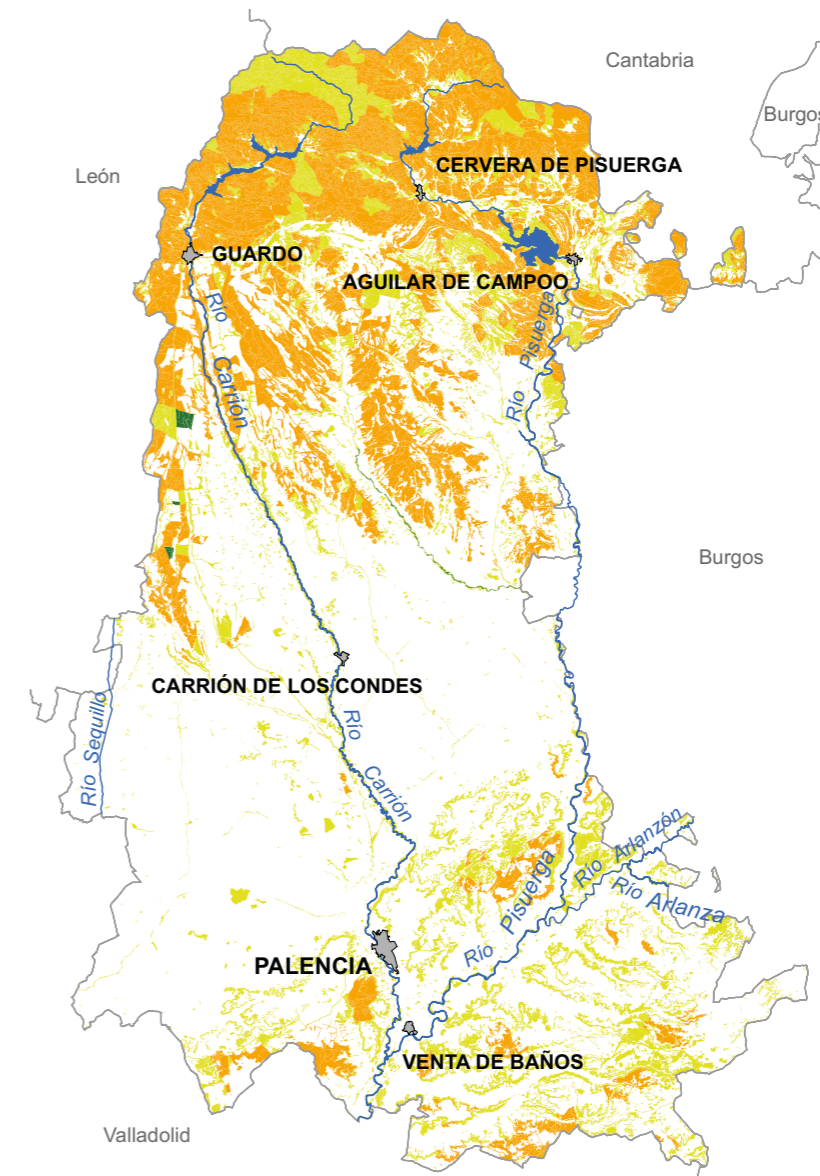 Cantabria
Burgos
León
CERVERA DE PISUERGA
GUARDO
AGUILAR DE CAMPOO
Río
Carrión
Río Pisuerga
Burgos
CARRIÓN DE LOS CONDES
Río Sequillo
Río
Carrión
Río Arlanzón
Río Pisuerga
Río Arlanza
PALENCIA
VENTA DE BAÑOS
Valladolid